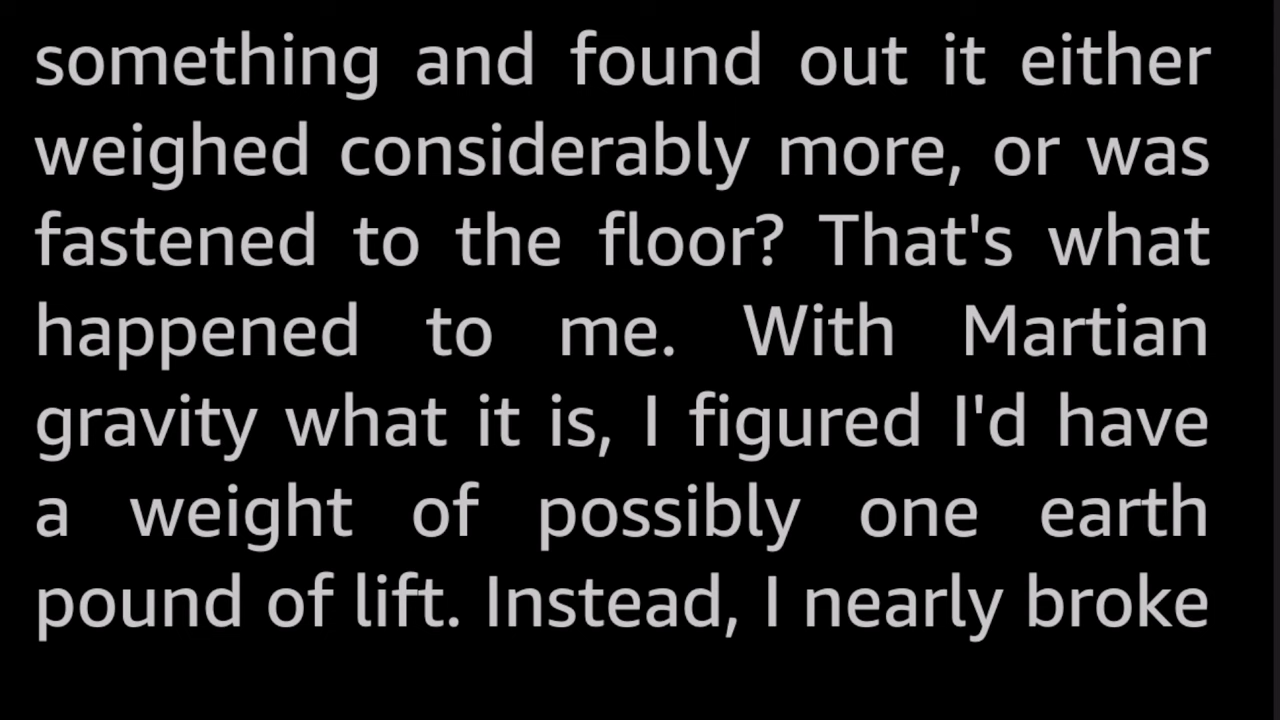 something and found out it either
weighed considerably more, or was
fastened to the floor? That's what
happened to me. With Martian
gravity what it is, I figured I'd have
a weight of possibly one earth
pound of lift. Instead, I nearly broke